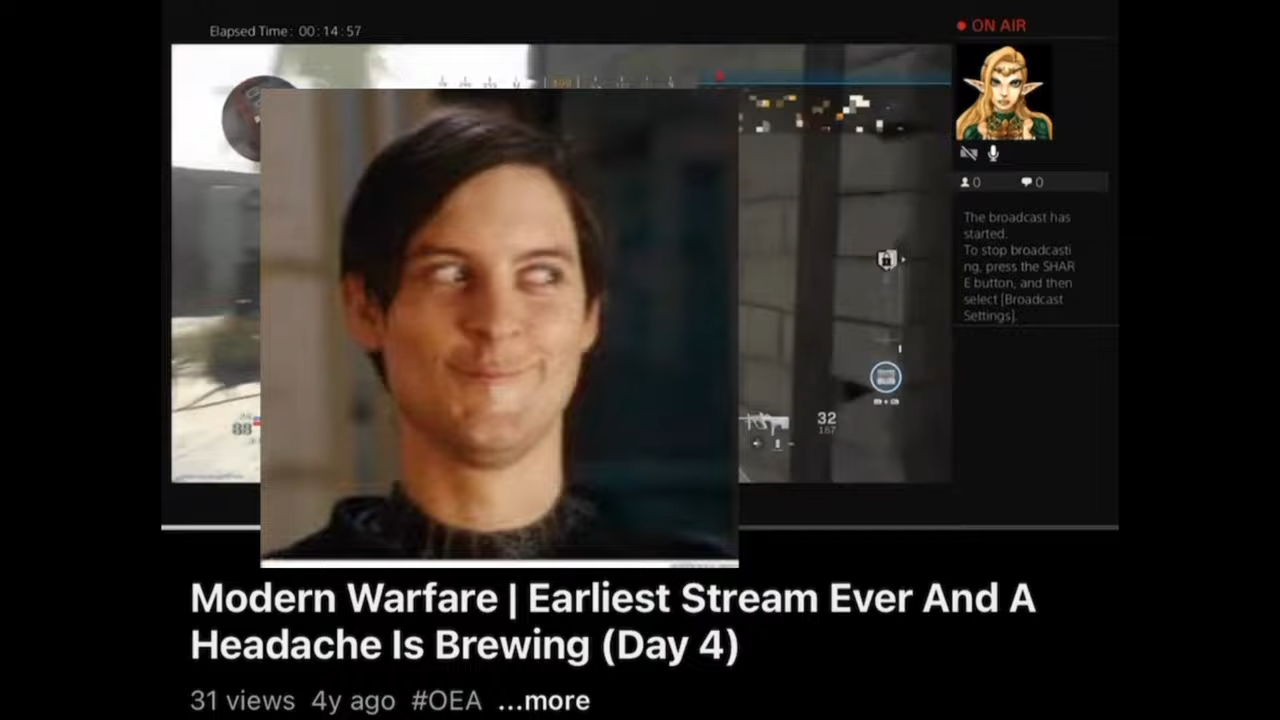 Elapsed Time: 00:14:57
ON AIR
0 0
The broadcast has
started.
To stop broadcasti
ng, press the SHAR
E button, and then
select [Broadcast
Settings].
32
167
88
Modern Warfare | Earliest Stream Ever And A
Headache Is Brewing (Day 4)
31 views 4y ago #OEA ...more